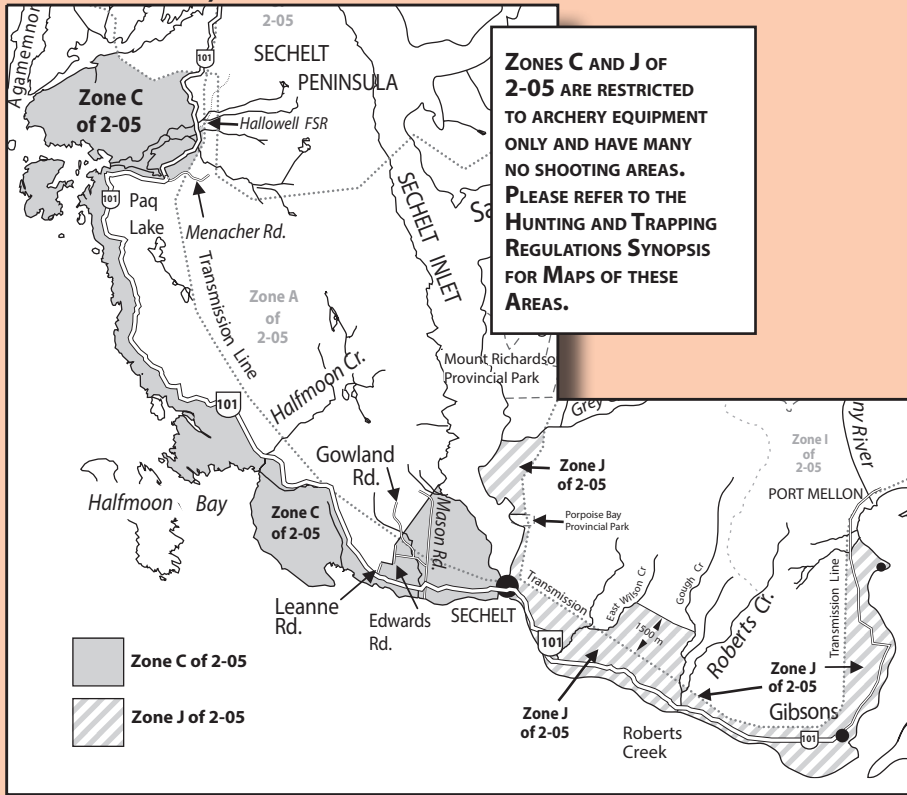 2-05
SECHELT
PENINSULA
Agamemnon
101
Zone C
of 2-05
Hallowell FSR
ZONES C AND J OF
2-05 ARE RESTRICTED
TO ARCHERY EQUIPMENT
ONLY AND HAVE MANY
NO SHOOTING AREAS.
PLEASE REFER TO THE
HUNTING AND TRAPPING
REGULATIONS SYNOPSIS
FOR MAPS OF THESE
AREAS.
101
Paq
Lake
Menacher Rd.
SECHELT INLET
Sa
Transmission Line
Zone A
of
2-05
Mount Richardso
Provincial Park
101
Halfmoon Cr.
Grey
ny River
Gowland
Rd.
Zone J
of 2-05
Zone I
of
2-05
PORT MELLON
Halfmoon Bay
Zone C
of 2-05
Mason Rd.
Porpoise Bay
Provincial Park
Leanne
Rd.
Edwards
Rd.
SECHELT
Transmission
East Wilson Cr
Gough Cr
1500 m
Roberts Cr.
Transmission Line
101
Zone J
of 2-05
Zone J
of 2-05
Gibsons
101
Roberts
Creek
Zone C of 2-05
Zone J of 2-05